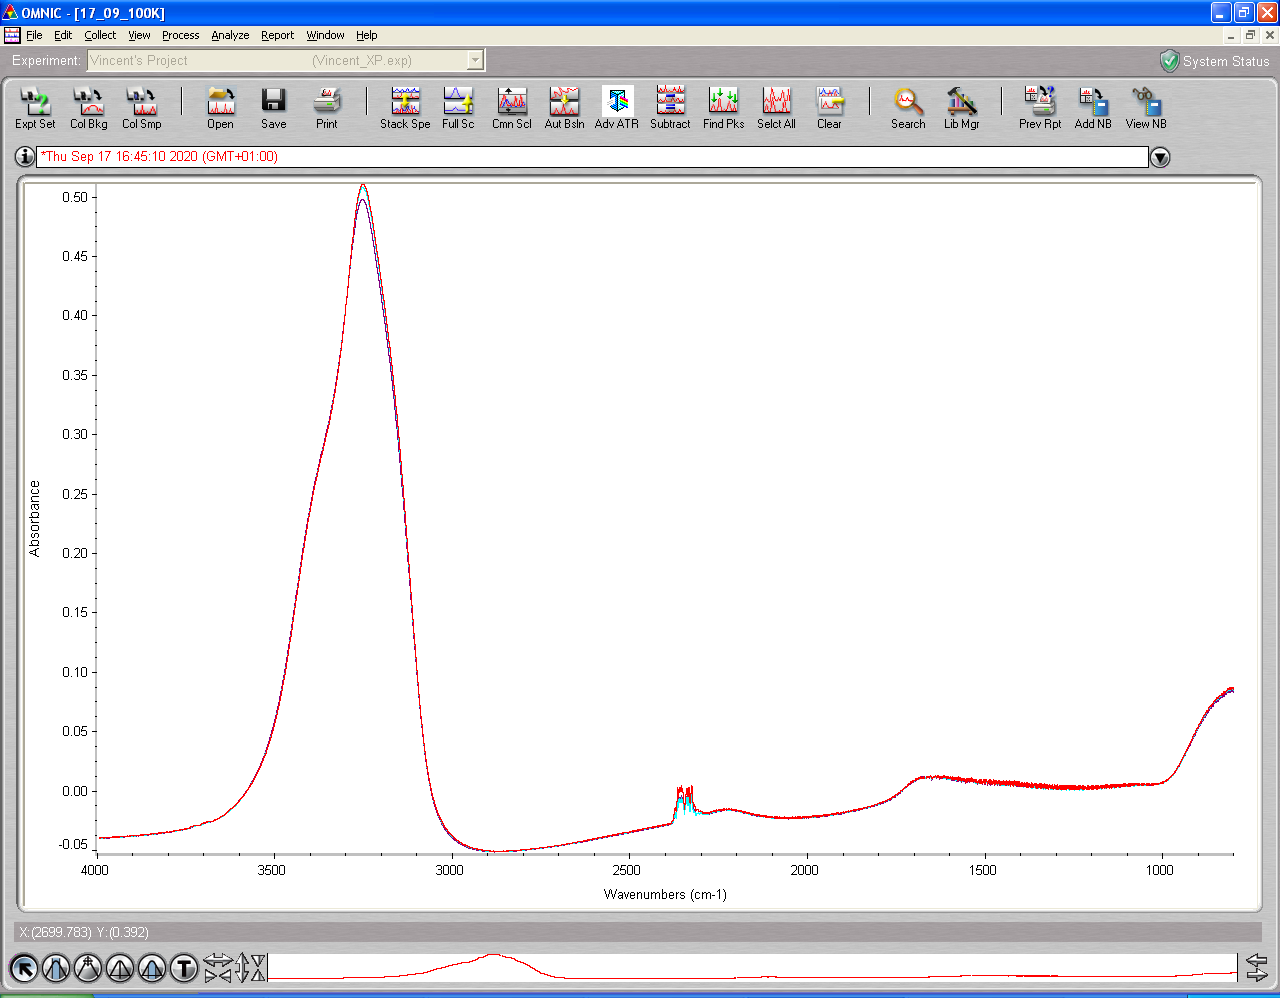 OMNIC - [17_09_100K]
File Edit Collect View Process Analyze Report Window Help
Experiment: Vincent's Project (Vincent_XP.exp) System Status
Expt Set Col Bkg Col Smp Open Save Print Stack Spe Full Sc Cmn Scl Aut Bsln Adv ATR Subtract Find Pks Selct All Clear Search Lib Mgr Prev Rpt Add NB View NB
*Thu Sep 17 16:45:10 2020 (GMT+01:00)
0.50
0.45
0.40
0.35
0.30
0.25
0.20
0.15
0.10
0.05
0.00
-0.05
Absorbance
4000 3500 3000 2500 2000 1500 1000
Wavenumbers (cm-1)
X:(2699.783) Y:(0.392)
T